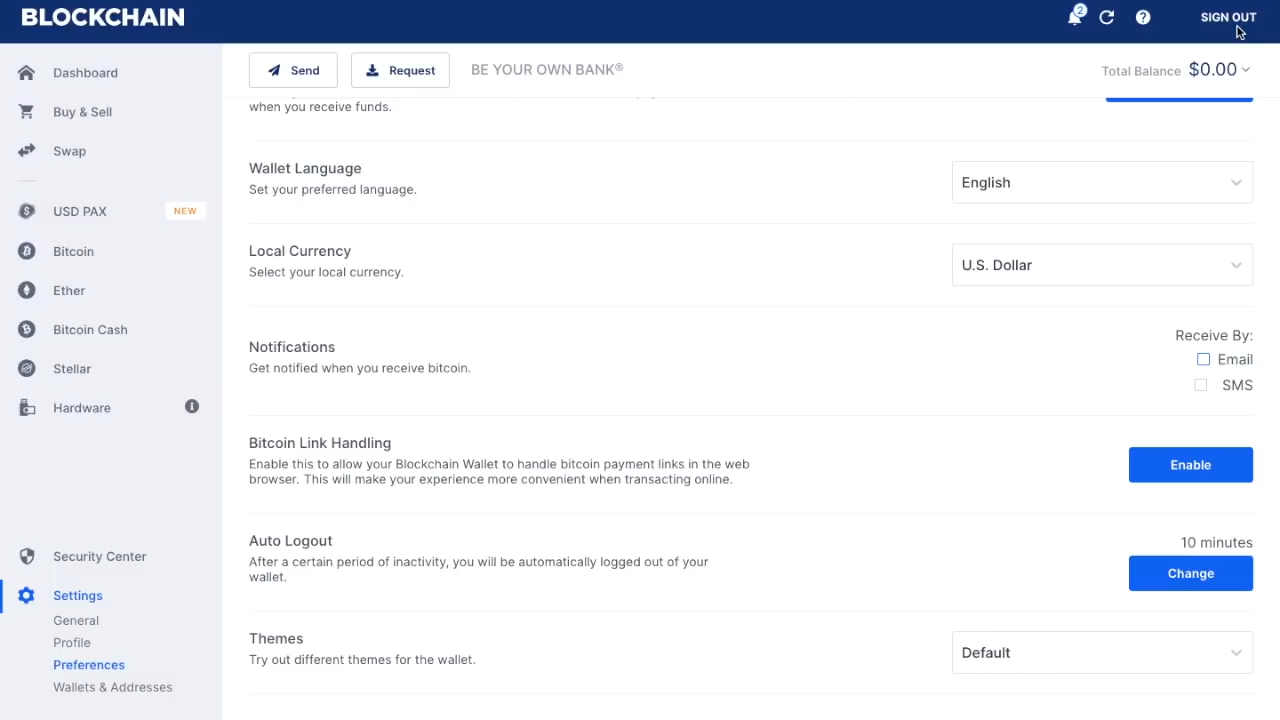 BLOCKCHAIN
2
SIGN OUT
Dashboard
Buy & Sell
Swap
USD PAX NEW
Bitcoin
Ether
Bitcoin Cash
Stellar
Hardware
Security Center
Settings
General
Profile
Preferences
Wallets & Addresses
Send
Request
BE YOUR OWN BANK®
Total Balance $0.00
when you receive funds.
Wallet Language
Set your preferred language.
English
Local Currency
Select your local currency.
U.S. Dollar
Notifications
Get notified when you receive bitcoin.
Receive By:
Email
SMS
Bitcoin Link Handling
Enable this to allow your Blockchain Wallet to handle bitcoin payment links in the web
browser. This will make your experience more convenient when transacting online.
Enable
Auto Logout
After a certain period of inactivity, you will be automatically logged out of your
wallet.
10 minutes
Change
Themes
Try out different themes for the wallet.
Default